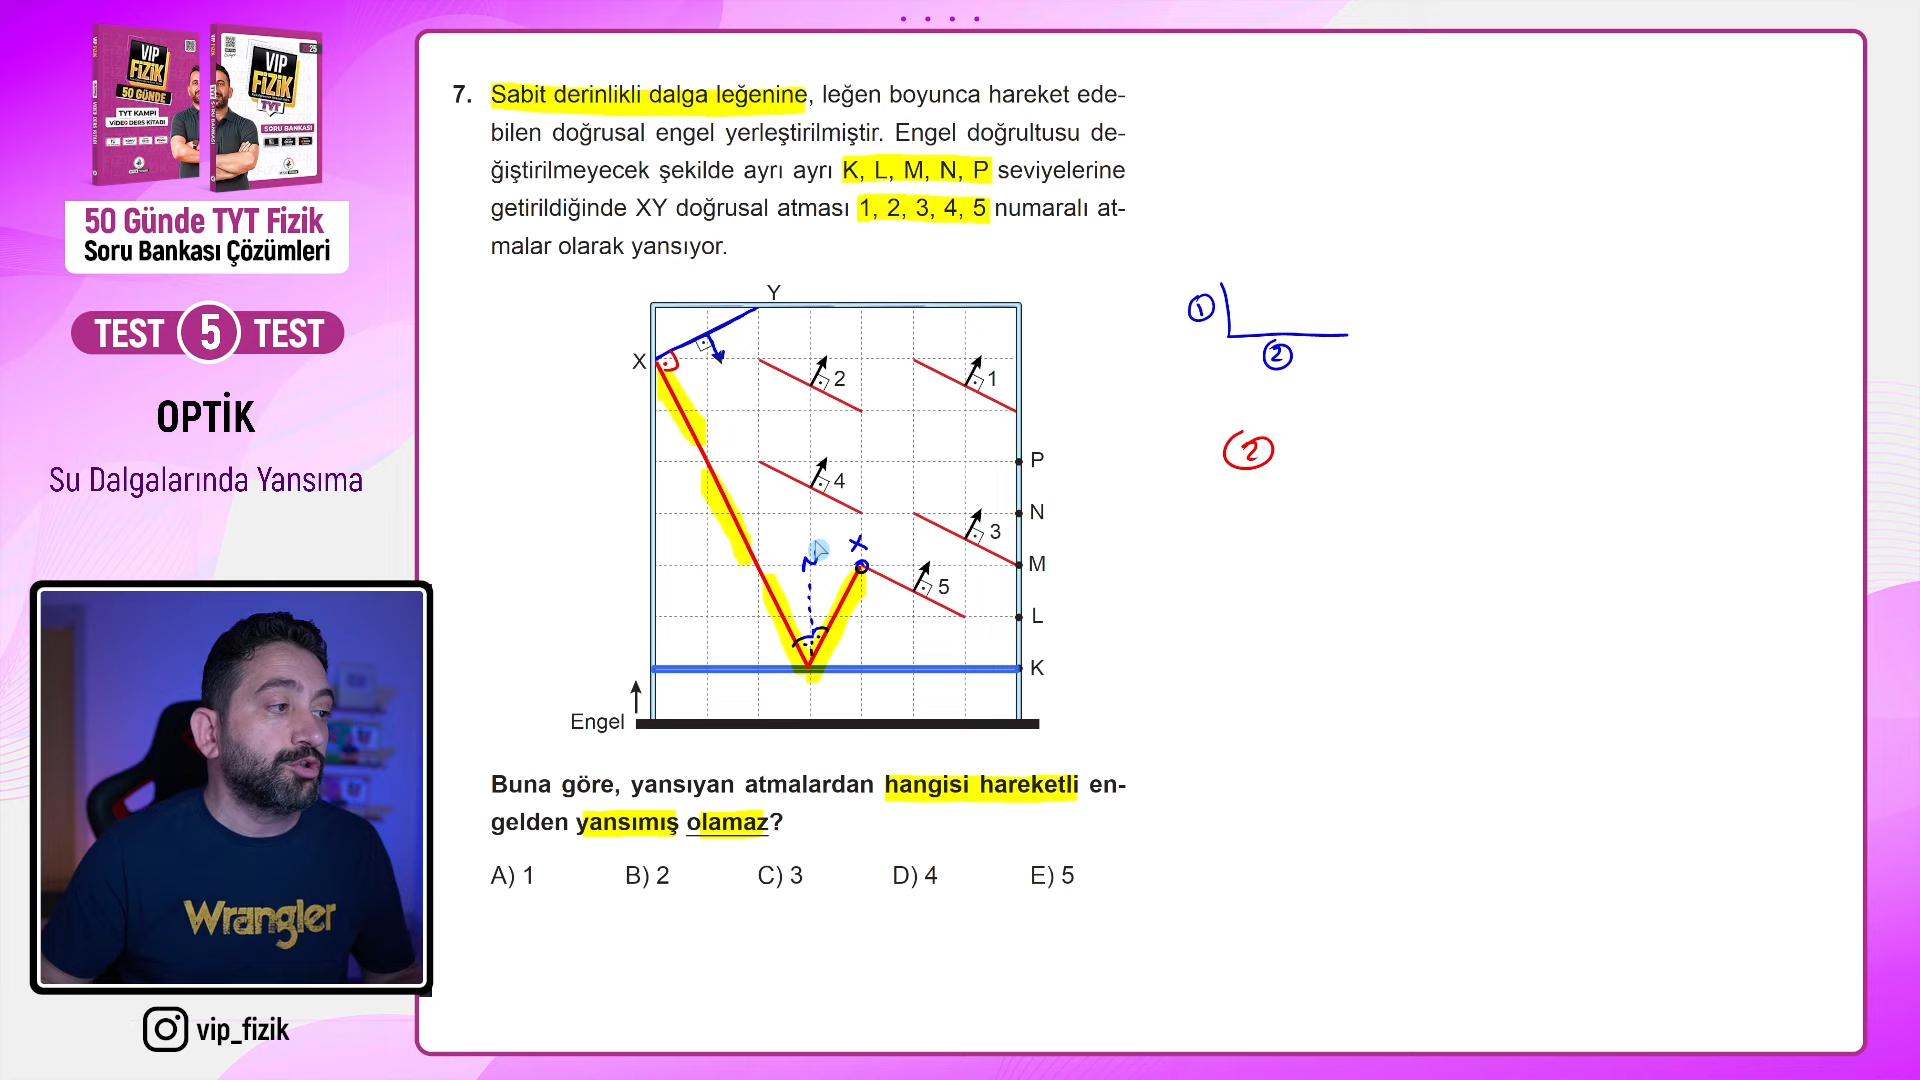 VIP
FİZİK
50 GÜNDE
TYT KAMPI
VİDEO DERS KİTABI
VIP
FİZİK
TYT
SORU BANKASI
50 Günde TYT Fizik
Soru Bankası Çözümleri
TEST 5 TEST
OPTİK
Su Dalgalarında Yansıma
Wrangler
vip_fizik
7. Sabit derinlikli dalga leğenine, leğen boyunca hareket ede-
bilen doğrusal engel yerleştirilmiştir. Engel doğrultusu de-
ğiştirilmeyecek şekilde ayrı ayrı K, L, M, N, P seviyelerine
getirildiğinde XY doğrusal atması 1, 2, 3, 4, 5 numaralı at-
malar olarak yansıyor.
Y
X
2
1
P
4
N
3
N X
M
5
L
K
Engel
1
2
2
Buna göre, yansıyan atmalardan hangisi hareketli en-
gelden yansımış olamaz?
A) 1 B) 2 C) 3 D) 4 E) 5